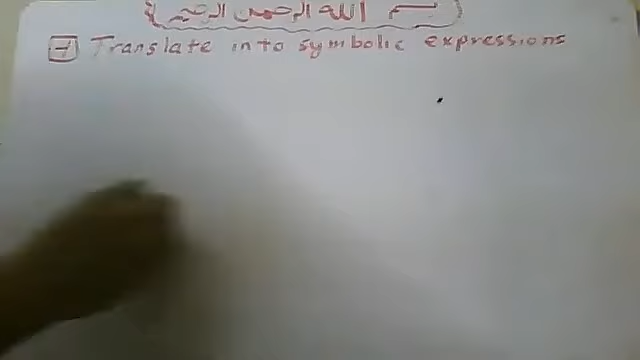 بسم الله الرحمن الرحيم
1 Translate into symbolic expressions